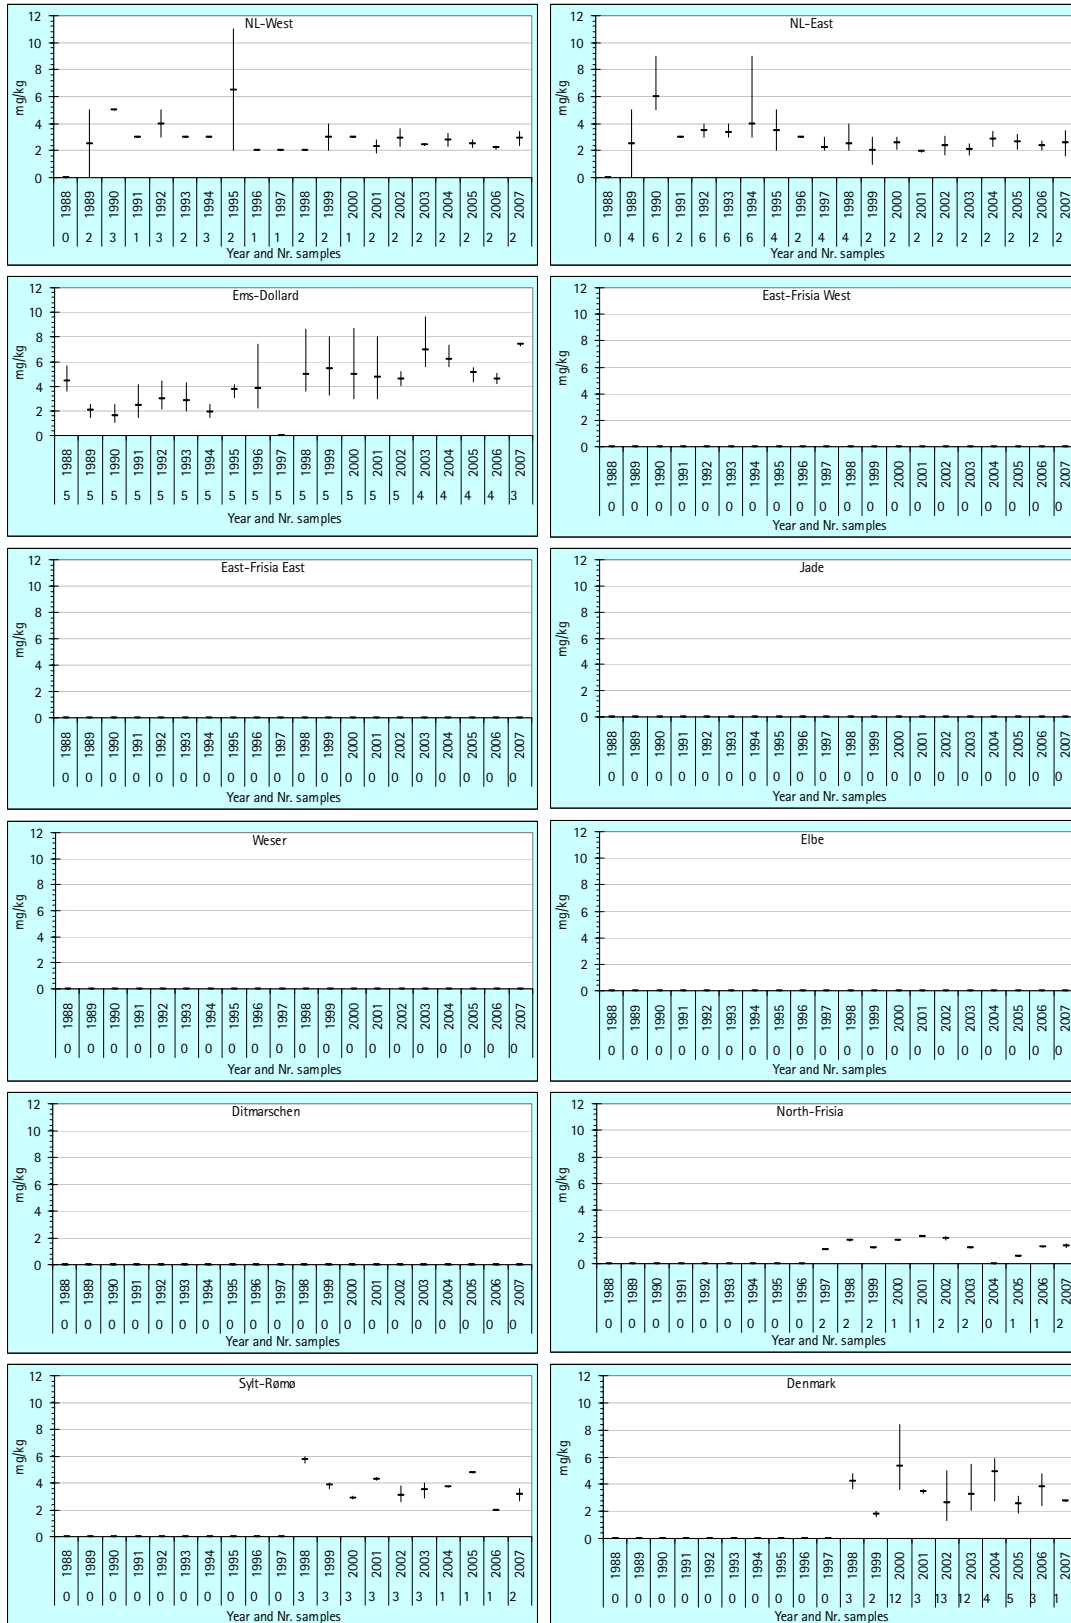 NL-West
mg/kg
12
10
8
6
4
2
0
1988 1989 1990 1991 1992 1993 1994 1995 1996 1997 1998 1999 2000 2001 2002 2003 2004 2005 2006 2007
0 2 3 1 3 2 3 2 1 1 2 2 1 2 2 2 2 2 2 2
Year and Nr. samples
NL-East
mg/kg
12
10
8
6
4
2
0
1988 1989 1990 1991 1992 1993 1994 1995 1996 1997 1998 1999 2000 2001 2002 2003 2004 2005 2006 2007
0 4 6 2 6 6 6 4 2 4 4 2 2 2 2 2 2 2 2 2
Year and Nr. samples
Ems-Dollard
mg/kg
12
10
8
6
4
2
0
1988 1989 1990 1991 1992 1993 1994 1995 1996 1997 1998 1999 2000 2001 2002 2003 2004 2005 2006 2007
5 5 5 5 5 5 5 5 5 5 5 5 5 5 5 4 4 4 4 3
Year and Nr. samples
East-Frisia West
mg/kg
12
10
8
6
4
2
0
1988 1989 1990 1991 1992 1993 1994 1995 1996 1997 1998 1999 2000 2001 2002 2003 2004 2005 2006 2007
0 0 0 0 0 0 0 0 0 0 0 0 0 0 0 0 0 0 0 0
Year and Nr. samples
East-Frisia East
mg/kg
12
10
8
6
4
2
0
1988 1989 1990 1991 1992 1993 1994 1995 1996 1997 1998 1999 2000 2001 2002 2003 2004 2005 2006 2007
0 0 0 0 0 0 0 0 0 0 0 0 0 0 0 0 0 0 0 0
Year and Nr. samples
Jade
mg/kg
12
10
8
6
4
2
0
1988 1989 1990 1991 1992 1993 1994 1995 1996 1997 1998 1999 2000 2001 2002 2003 2004 2005 2006 2007
0 0 0 0 0 0 0 0 0 0 0 0 0 0 0 0 0 0 0 0
Year and Nr. samples
Weser
mg/kg
12
10
8
6
4
2
0
1988 1989 1990 1991 1992 1993 1994 1995 1996 1997 1998 1999 2000 2001 2002 2003 2004 2005 2006 2007
0 0 0 0 0 0 0 0 0 0 0 0 0 0 0 0 0 0 0 0
Year and Nr. samples
Elbe
mg/kg
12
10
8
6
4
2
0
1988 1989 1990 1991 1992 1993 1994 1995 1996 1997 1998 1999 2000 2001 2002 2003 2004 2005 2006 2007
0 0 0 0 0 0 0 0 0 0 0 0 0 0 0 0 0 0 0 0
Year and Nr. samples
Ditmarschen
mg/kg
12
10
8
6
4
2
0
1988 1989 1990 1991 1992 1993 1994 1995 1996 1997 1998 1999 2000 2001 2002 2003 2004 2005 2006 2007
0 0 0 0 0 0 0 0 0 0 0 0 0 0 0 0 0 0 0 0
Year and Nr. samples
North-Frisia
mg/kg
12
10
8
6
4
2
0
1988 1989 1990 1991 1992 1993 1994 1995 1996 1997 1998 1999 2000 2001 2002 2003 2004 2005 2006 2007
0 0 0 0 0 0 0 0 0 2 2 2 1 1 2 2 0 1 1 2
Year and Nr. samples
Sylt-Rømø
mg/kg
12
10
8
6
4
2
0
1988 1989 1990 1991 1992 1993 1994 1995 1996 1997 1998 1999 2000 2001 2002 2003 2004 2005 2006 2007
0 0 0 0 0 0 0 0 0 0 3 3 3 3 3 3 1 1 1 2
Year and Nr. samples
Denmark
mg/kg
12
10
8
6
4
2
0
1988 1989 1990 1991 1992 1993 1994 1995 1996 1997 1998 1999 2000 2001 2002 2003 2004 2005 2006 2007
0 0 0 0 0 0 0 0 0 0 3 2 12 3 13 12 4 5 3 1
Year and Nr. samples